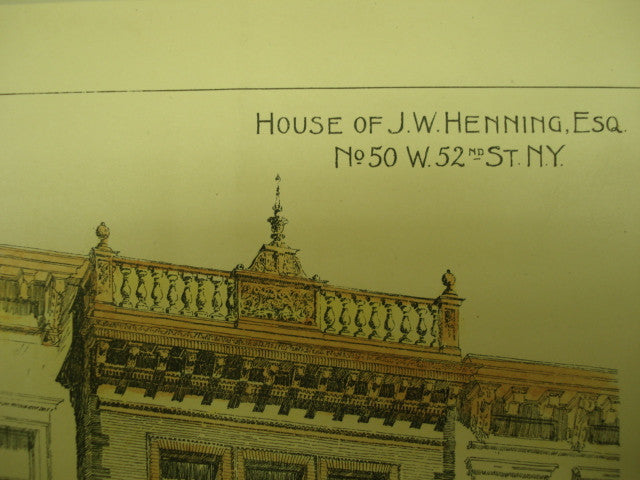 HOUSE OF J.W. HENNING, ESQ.
No 50 W. 52ND ST. N.Y.